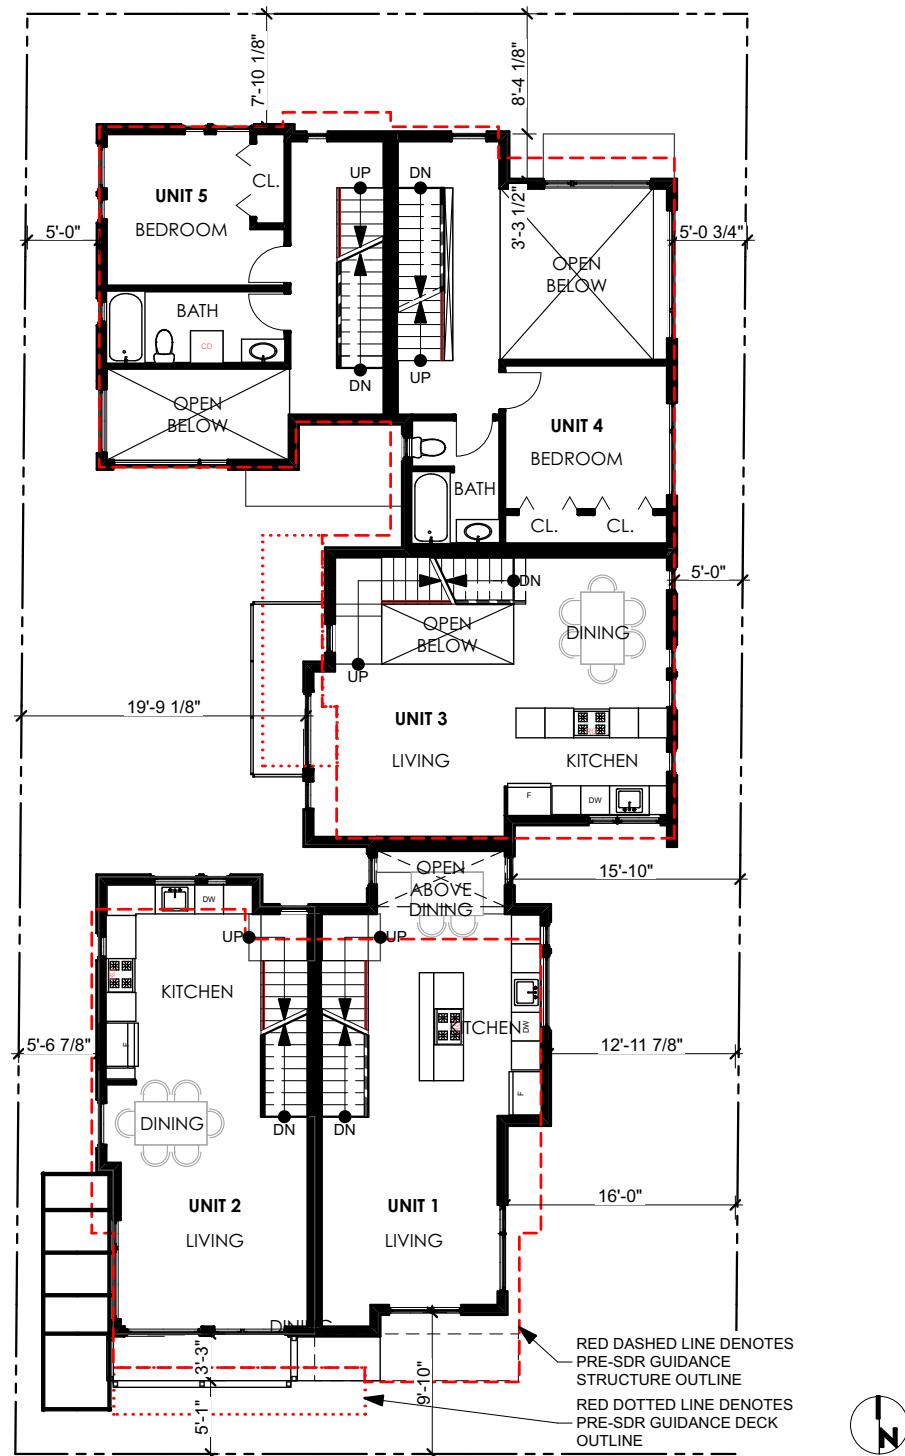 7'-10 1/8"
8'-4 1/8"
UP
DN
CL.
UNIT 5
BEDROOM
3'-3 1/2"
5'-0"
5'-0 3/4"
OPEN
BELOW
BATH
CD
DN
UP
OPEN
BELOW
UNIT 4
BEDROOM
BATH
CL.
CL.
DN
5'-0"
OPEN
BELOW
DINING
UP
19'-9 1/8"
UNIT 3
LIVING
KITCHEN
F
DW
OPEN
ABOVE
DINING
15'-10"
DW
UP
UP
KITCHEN
KITCHEN
DW
5'-6 7/8"
F
12'-11 7/8"
F
DINING
DN
DN
UNIT 2
LIVING
UNIT 1
LIVING
16'-0"
DINING
3'-3"
9'-10"
5'-1"
RED DASHED LINE DENOTES
PRE-SDR GUIDANCE
STRUCTURE OUTLINE
RED DOTTED LINE DENOTES
PRE-SDR GUIDANCE DECK
OUTLINE
N